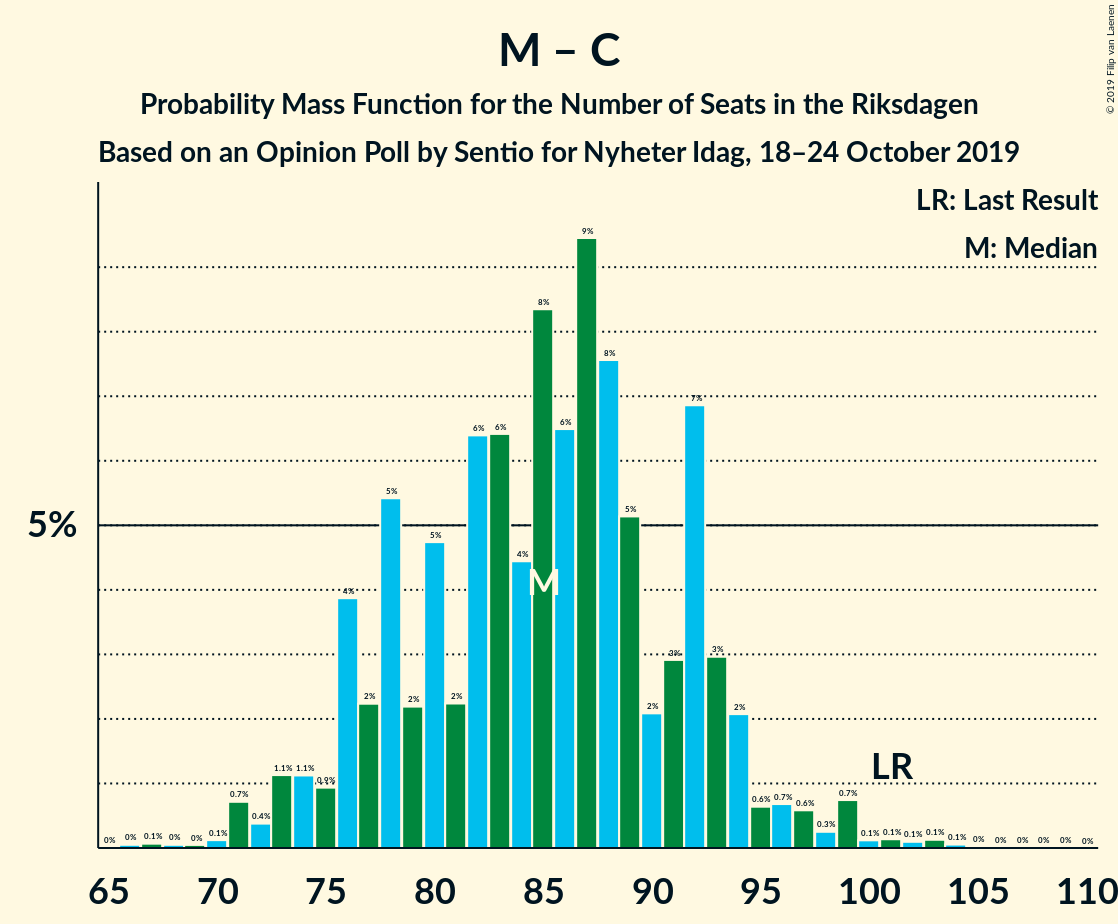 M – C
Probability Mass Function for the Number of Seats in the Riksdagen
Based on an Opinion Poll by Sentio for Nyheter Idag, 18–24 October 2019
© 2019 Filip van Laenen
LR: Last Result
M: Median
5%
0% 0% 0.1% 0% 0% 0.1% 0.7% 0.4% 1.1% 1.1% 0.9% 4% 2% 5% 2% 5% 2% 6% 6% 4% 8% 6% 9% 8% 5% 2% 3% 7% 3% 2% 0.6% 0.7% 0.6% 0.3% 0.7% 0.1% 0.1% 0.1% 0.1% 0.1% 0% 0% 0% 0% 0% 0%
M
LR
65 70 75 80 85 90 95 100 105 110